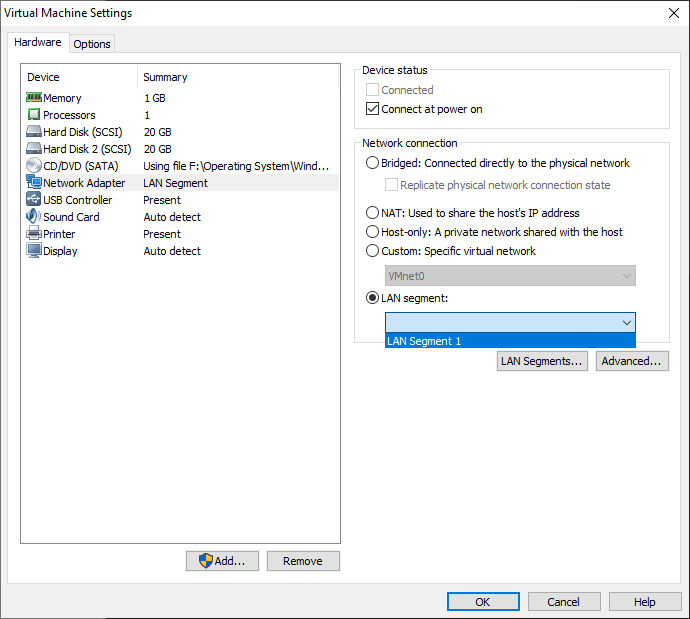 Virtual Machine Settings
Hardware Options
Device Summary
Memory 1 GB
Processors 1
Hard Disk (SCSI) 20 GB
Hard Disk 2 (SCSI) 20 GB
CD/DVD (SATA) Using file F:\Operating System\Wind...
Network Adapter LAN Segment
USB Controller Present
Sound Card Auto detect
Printer Present
Display Auto detect
Add... Remove
Device status
Connected
Connect at power on
Network connection
Bridged: Connected directly to the physical network
Replicate physical network connection state
NAT: Used to share the host's IP address
Host-only: A private network shared with the host
Custom: Specific virtual network
VMnet0
LAN segment:
LAN Segment 1
LAN Segments... Advanced...
OK Cancel Help